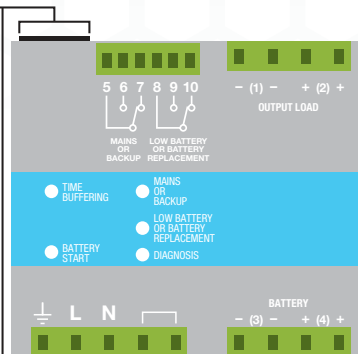 5 6 7 8 9 10
MAINS
OR
BACKUP
LOW BATTERY
OR BATTERY
REPLACEMENT
− (1) − + (2) +
OUTPUT LOAD
TIME
BUFFERING
BATTERY
START
MAINS
OR
BACKUP
LOW BATTERY
OR BATTERY
REPLACEMENT
DIAGNOSIS
L N
BATTERY
− (3) − + (4) +